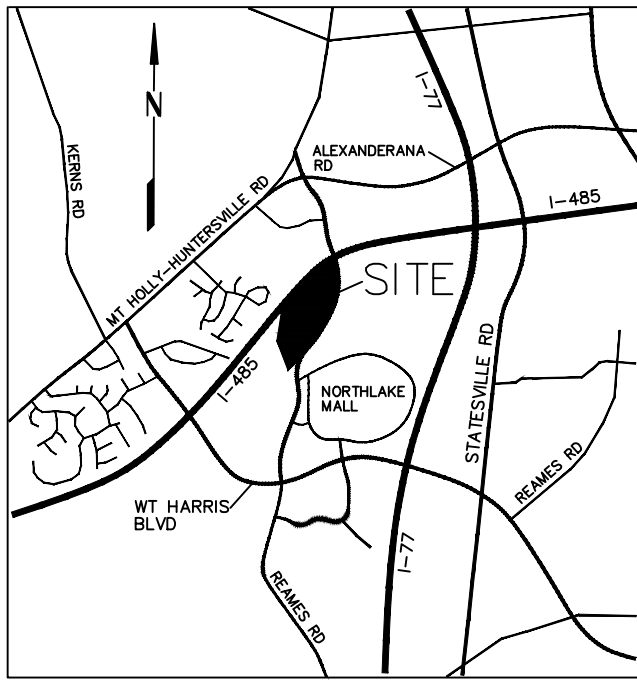 I-77
N
KERNS RD
ALEXANDERANA
RD
I-485
MT HOLLY-HUNTERSVILLE RD
SITE
I-485
NORTHLAKE
MALL
STATESVILLE RD
REAMES RD
WT HARRIS
BLVD
I-77
REAMES RD